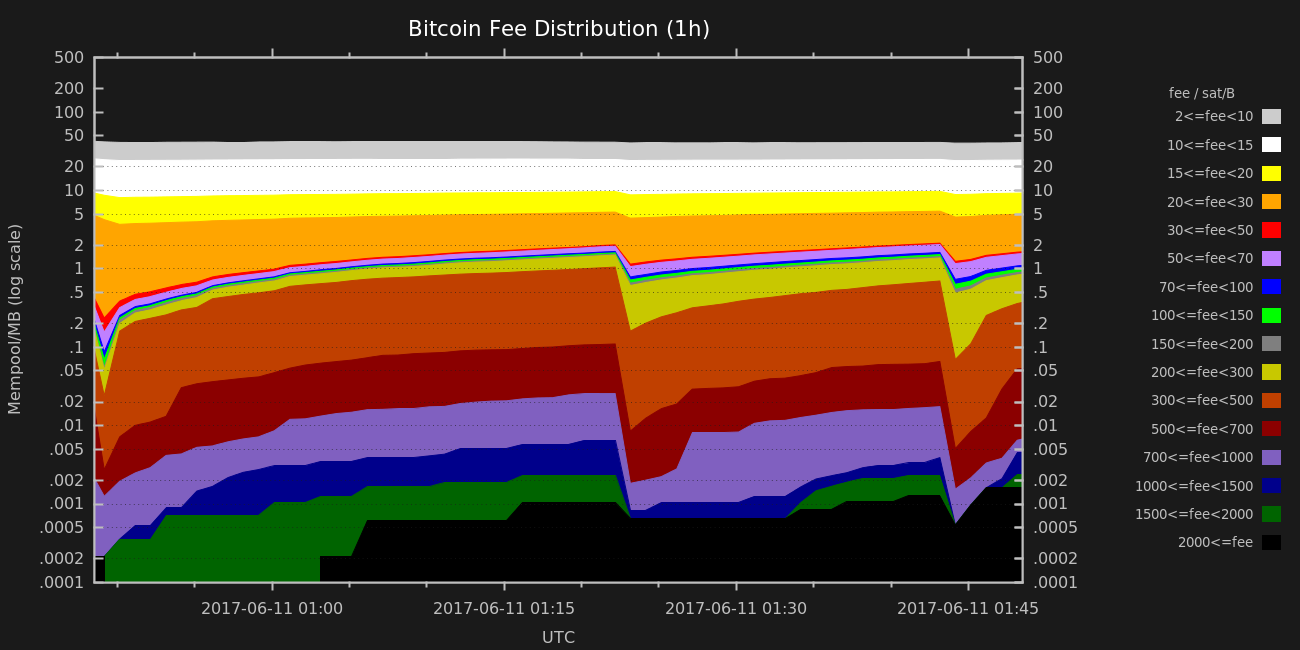 Bitcoin Fee Distribution (1h)
Mempool/MB (log scale)
500
200
100
50
20
10
5
2
1
.5
.2
.1
.05
.02
.01
.005
.002
.001
.0005
.0002
.0001
500
200
100
50
20
10
5
2
1
.5
.2
.1
.05
.02
.01
.005
.002
.001
.0005
.0002
.0001
2017-06-11 01:00
2017-06-11 01:15
2017-06-11 01:30
2017-06-11 01:45
UTC
fee / sat/B
2<=fee<10
10<=fee<15
15<=fee<20
20<=fee<30
30<=fee<50
50<=fee<70
70<=fee<100
100<=fee<150
150<=fee<200
200<=fee<300
300<=fee<500
500<=fee<700
700<=fee<1000
1000<=fee<1500
1500<=fee<2000
2000<=fee